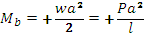 M_b = + wa²/2 = + Pa²/l